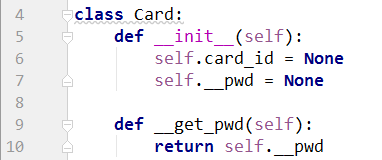 4 class Card:
5     def __init__(self):
6         self.card_id = None
7         self.__pwd = None
8
9     def __get_pwd(self):
10         return self.__pwd